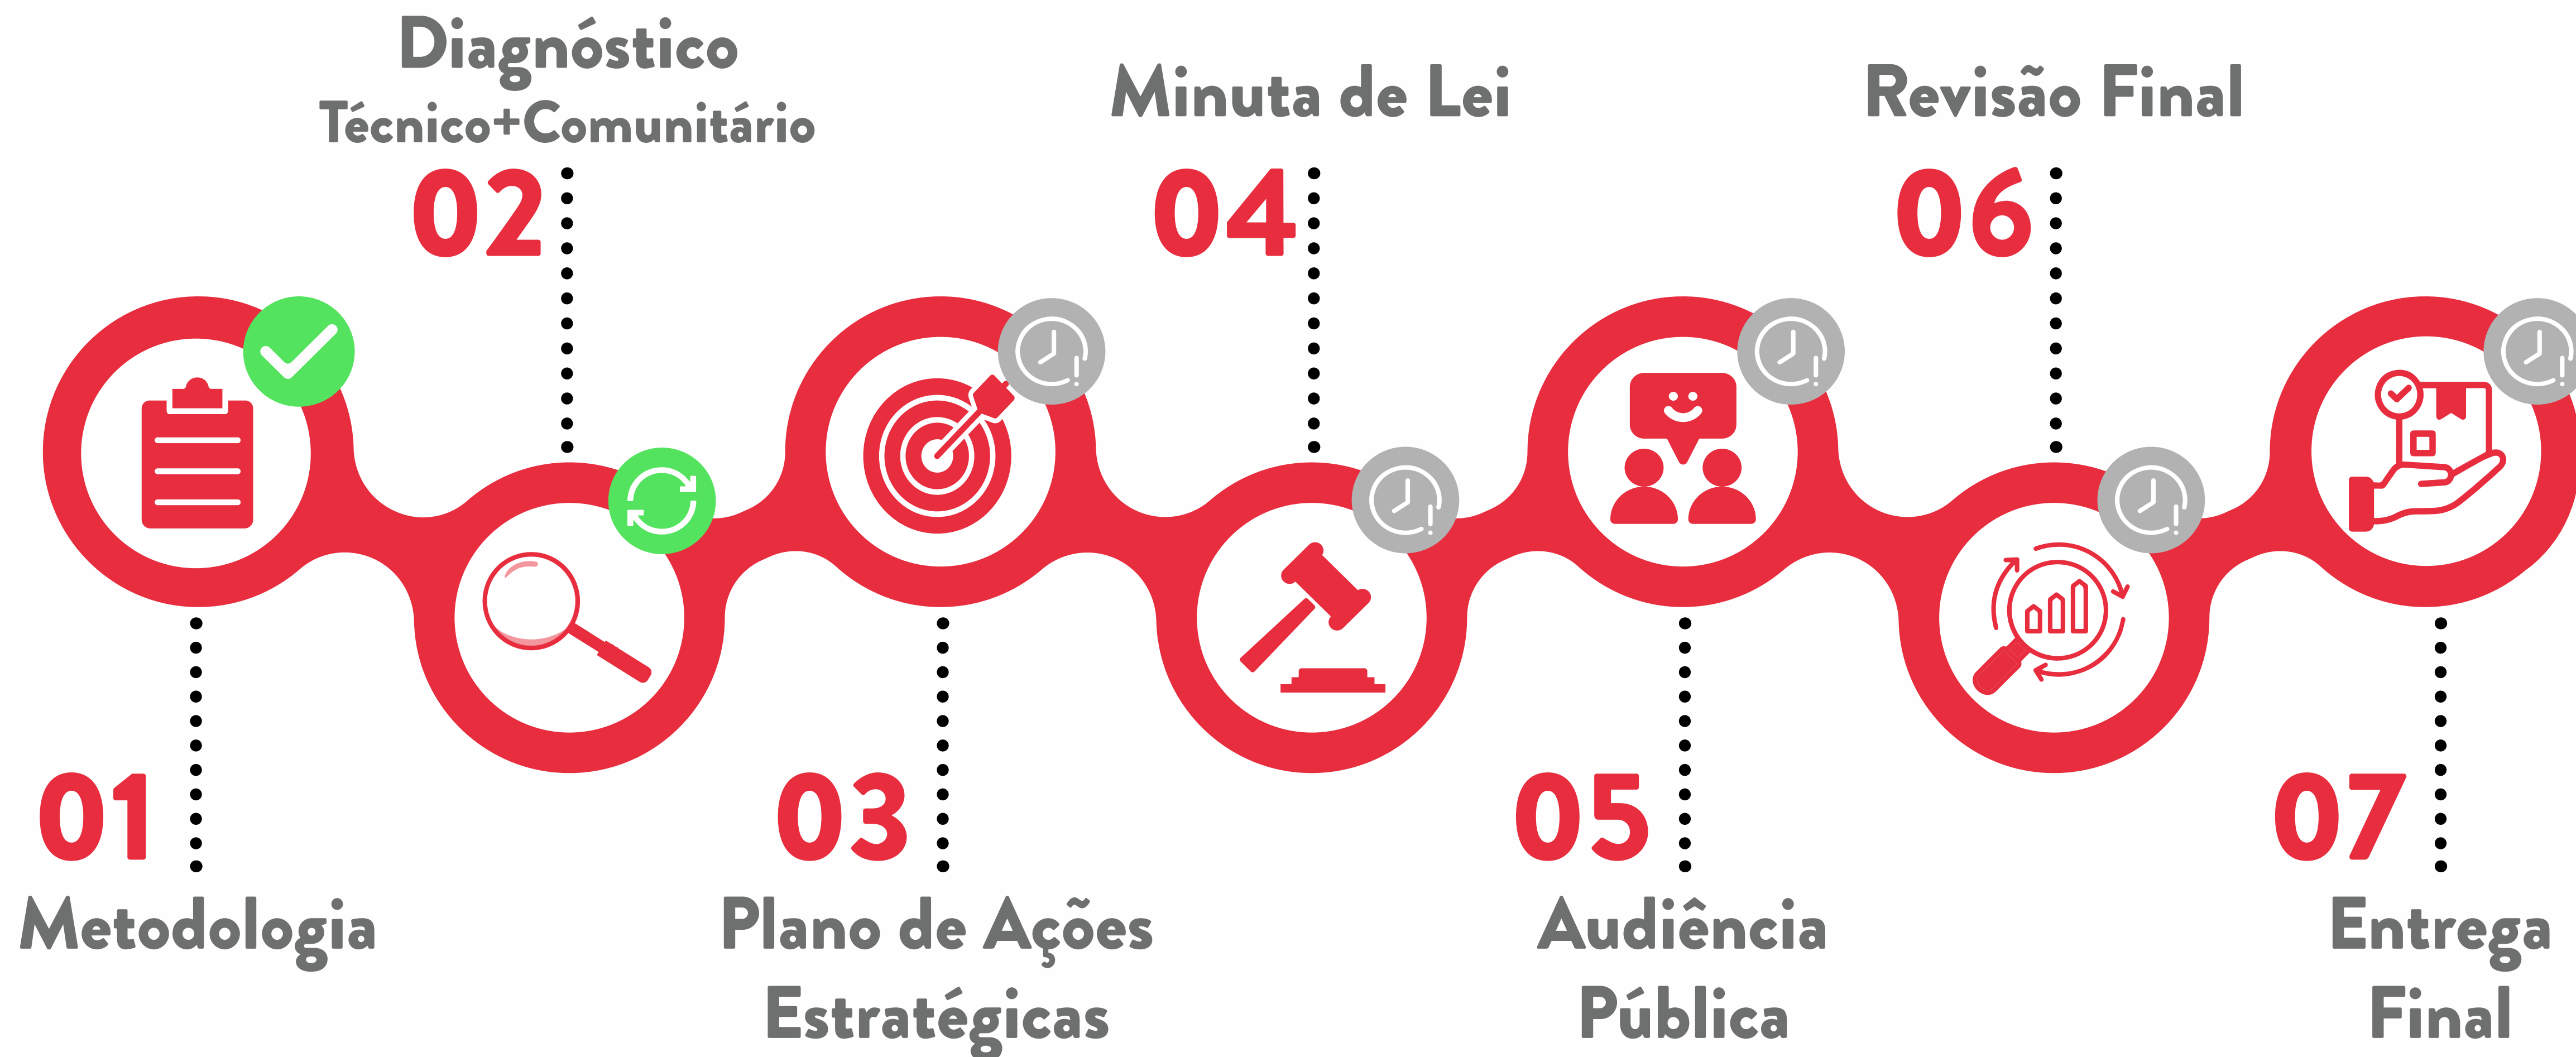 01
Metodologia
Diagnóstico
Técnico+Comunitário
02
03
Plano de Ações
Estratégicas
Minuta de Lei
04
05
Audiência
Pública
Revisão Final
06
07
Entrega
Final